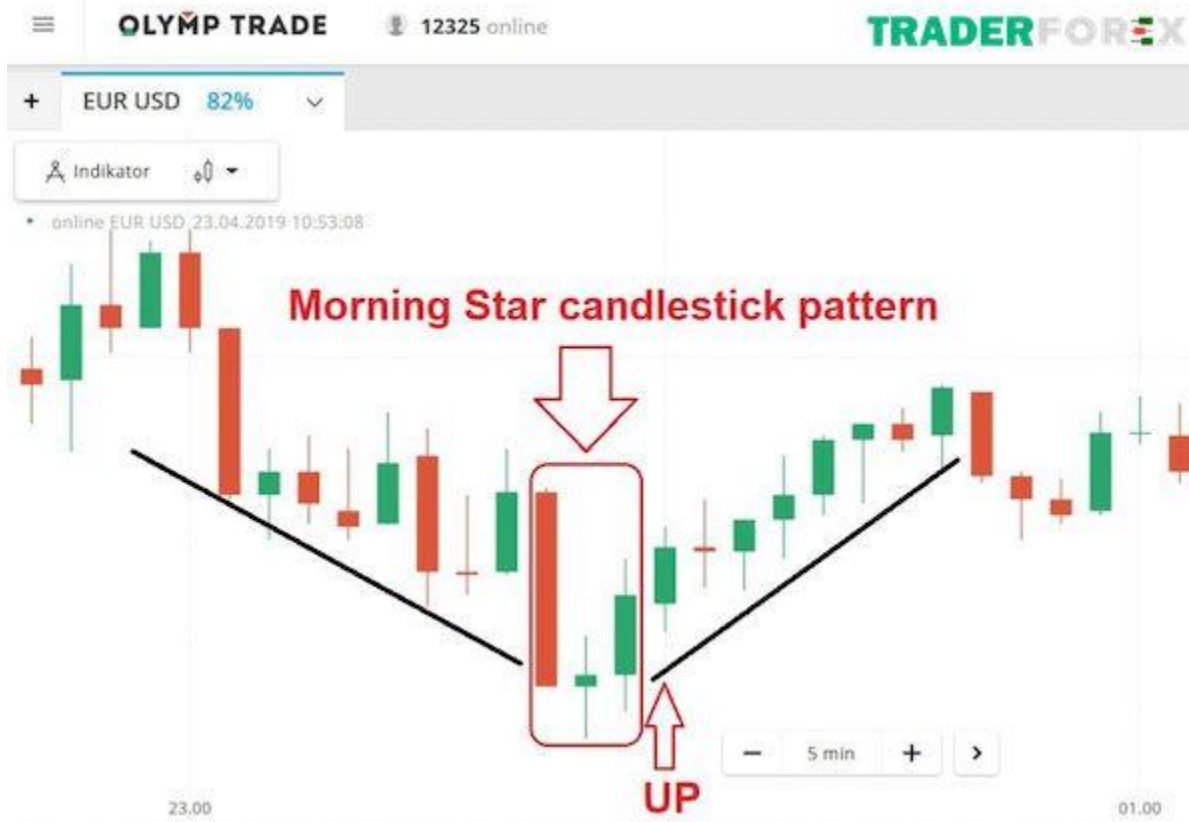 OLYMP TRADE
12325 online
TRADERFOREX
+ EUR USD 82%
Indikator
online EUR USD 23.04.2019 10:53:08
Morning Star candlestick pattern
− 5 min + >
UP
23.00
01.00